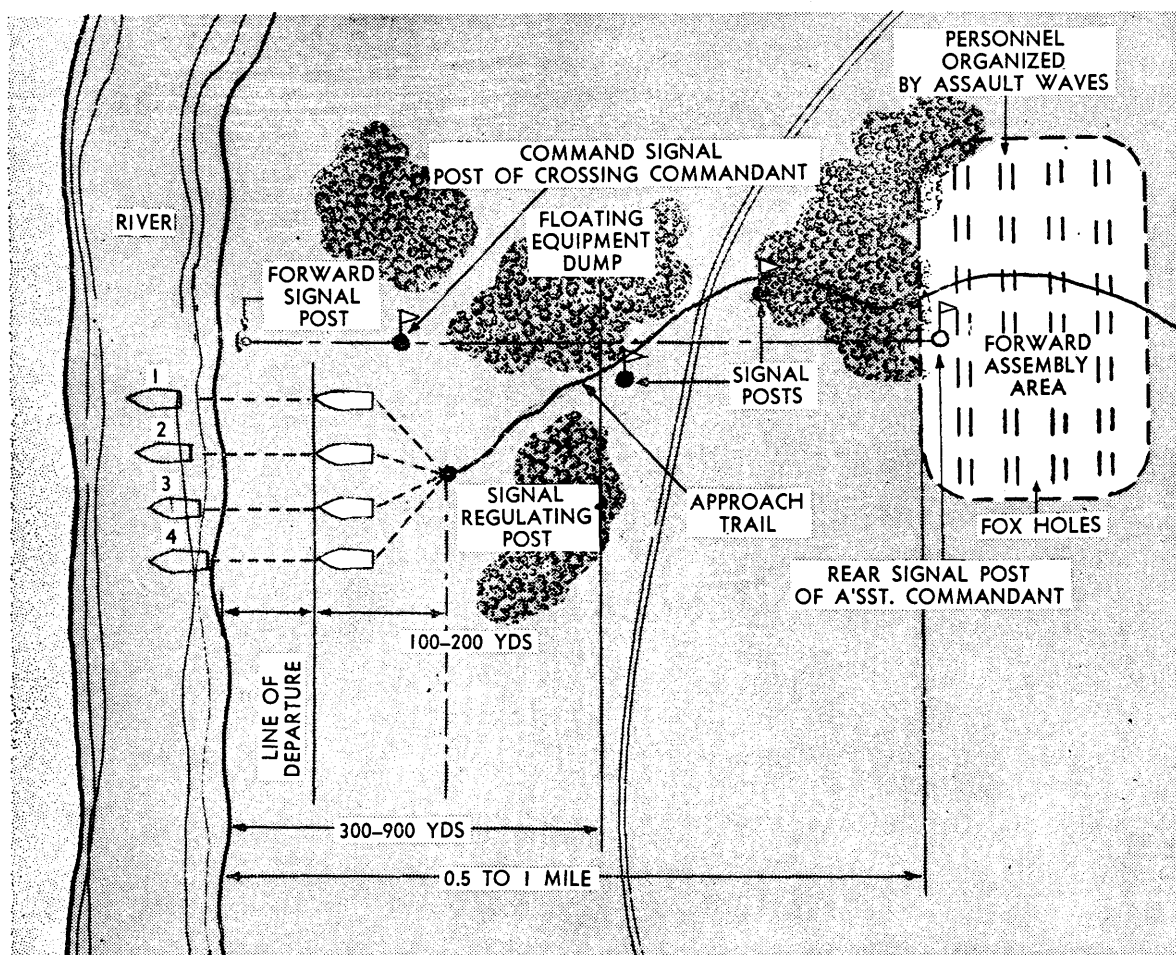 PERSONNEL
ORGANIZED
BY ASSAULT WAVES
COMMAND SIGNAL
POST OF CROSSING COMMANDANT
RIVER
FLOATING
EQUIPMENT
DUMP
FORWARD
SIGNAL
POST
1
2
3
4
SIGNAL
POSTS
FORWARD
ASSEMBLY
AREA
SIGNAL
REGULATING
POST
APPROACH
TRAIL
FOX HOLES
REAR SIGNAL POST
OF A'SST. COMMANDANT
100–200 YDS
LINE OF
DEPARTURE
300–900 YDS
0.5 TO 1 MILE